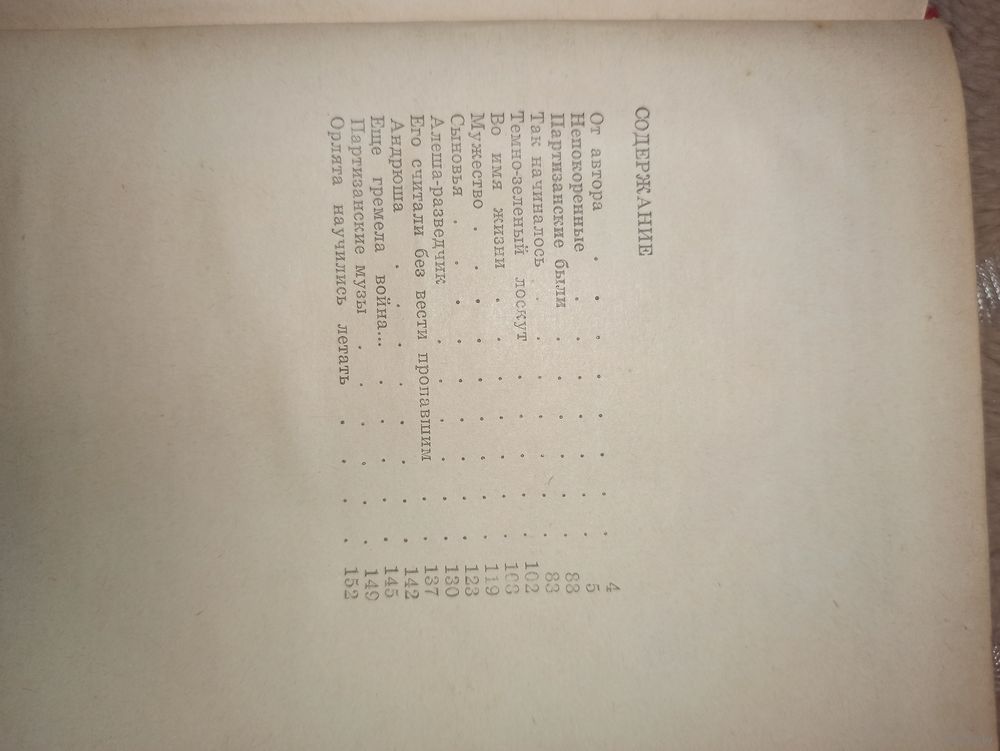 СОДЕРЖАНИЕ
От автора . . . . . . . . 4
Непокоренные . . . . . . . 5
Партизанские были . . . . . . 88
Так начиналось . . . . . . . 88
Темно-зеленый лоскут . . . . . 102
Во имя жизни . . . . . . . 108
Мужество . . . . . . . . . 119
Сыновья . . . . . . . . . 123
Алеша-разведчик . . . . . . 130
Его считали без вести пропавшим . . 137
Андрюша . . . . . . . . 142
Еще гремела война... . . . . . 145
Партизанские музы . . . . . . 149
Орлята научились летать . . . . 152